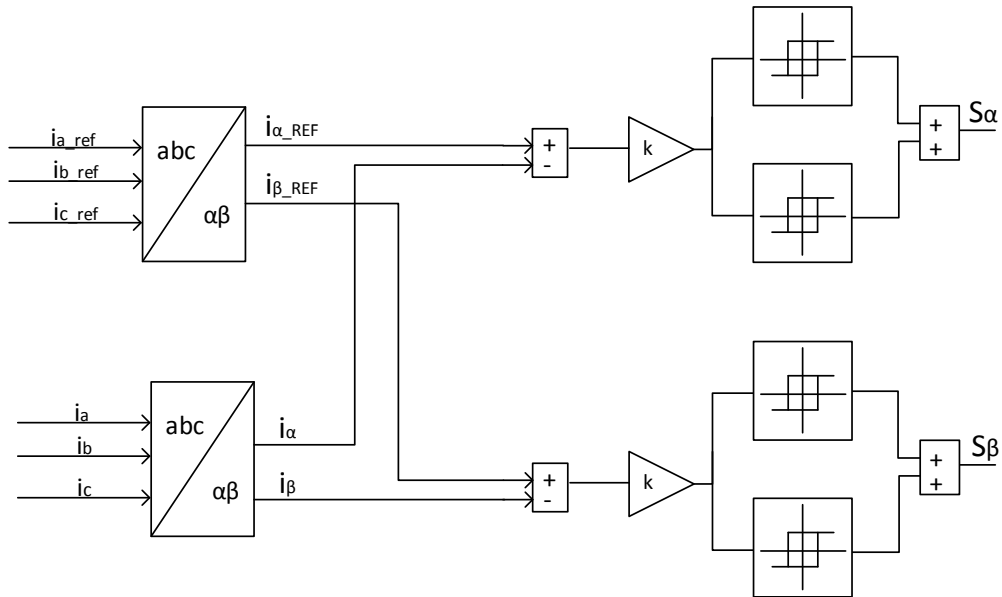 ia_ref
ib_ref
ic_ref
abc
αβ
iα_REF
iβ_REF
+
-
k
+
+
Sα
ia
ib
ic
abc
αβ
iα
iβ
+
-
k
+
+
Sβ